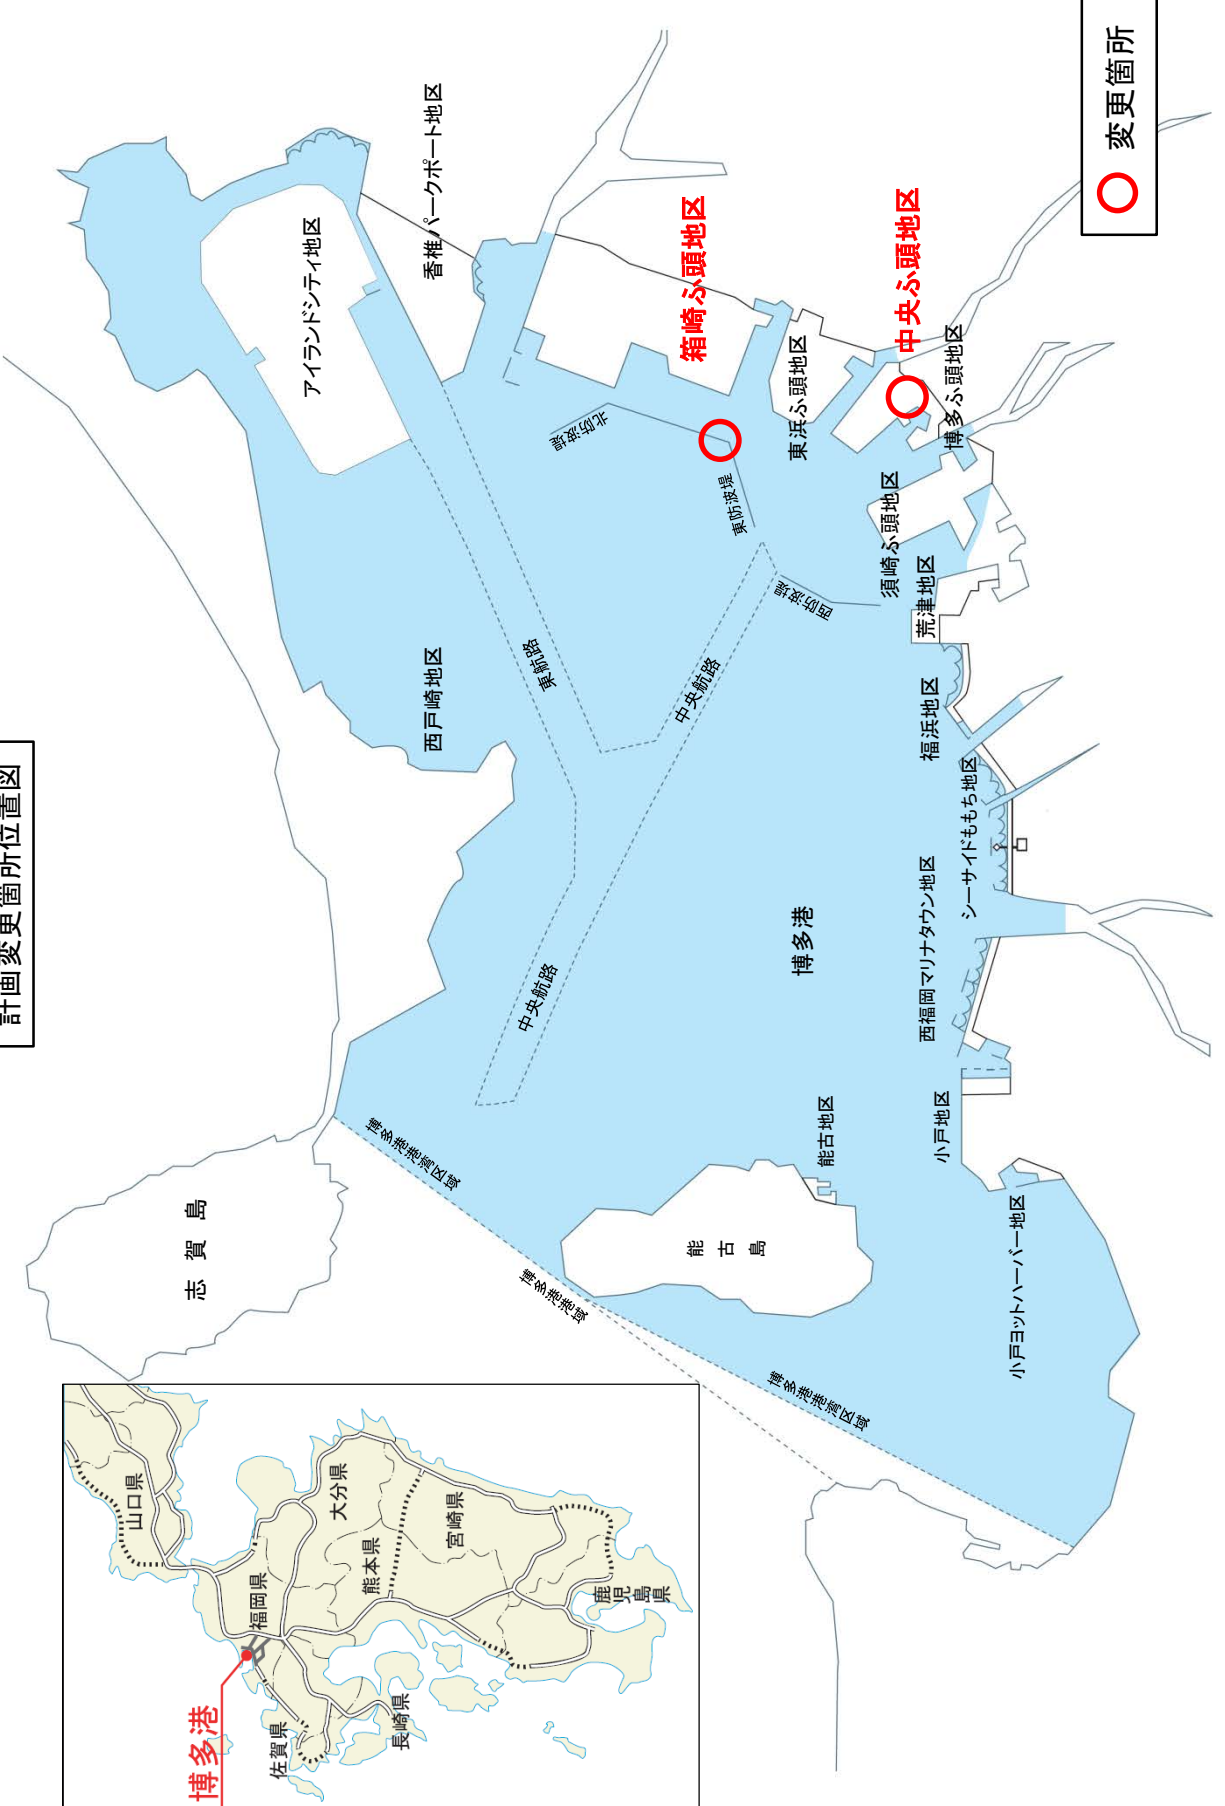 計画変更箇所位置図
変更箇所
アイランドシティ地区
香椎パークポート地区
箱崎ふ頭地区
中央ふ頭地区
東浜ふ頭地区
博多ふ頭地区
須崎ふ頭地区
荒津地区
福浜地区
シーサイドももち地区
西福岡マリナタウン地区
小戸地区
小戸ヨットハーバー地区
能古地区
西戸崎地区
北防波堤
東防波堤
西防波堤
東航路
中央航路
中央航路
博多港
博多港港湾区域
博多港港域
博多港港湾区域
志賀島
能古島
博多港
山口県
福岡県
大分県
佐賀県
長崎県
熊本県
宮崎県
鹿児島県